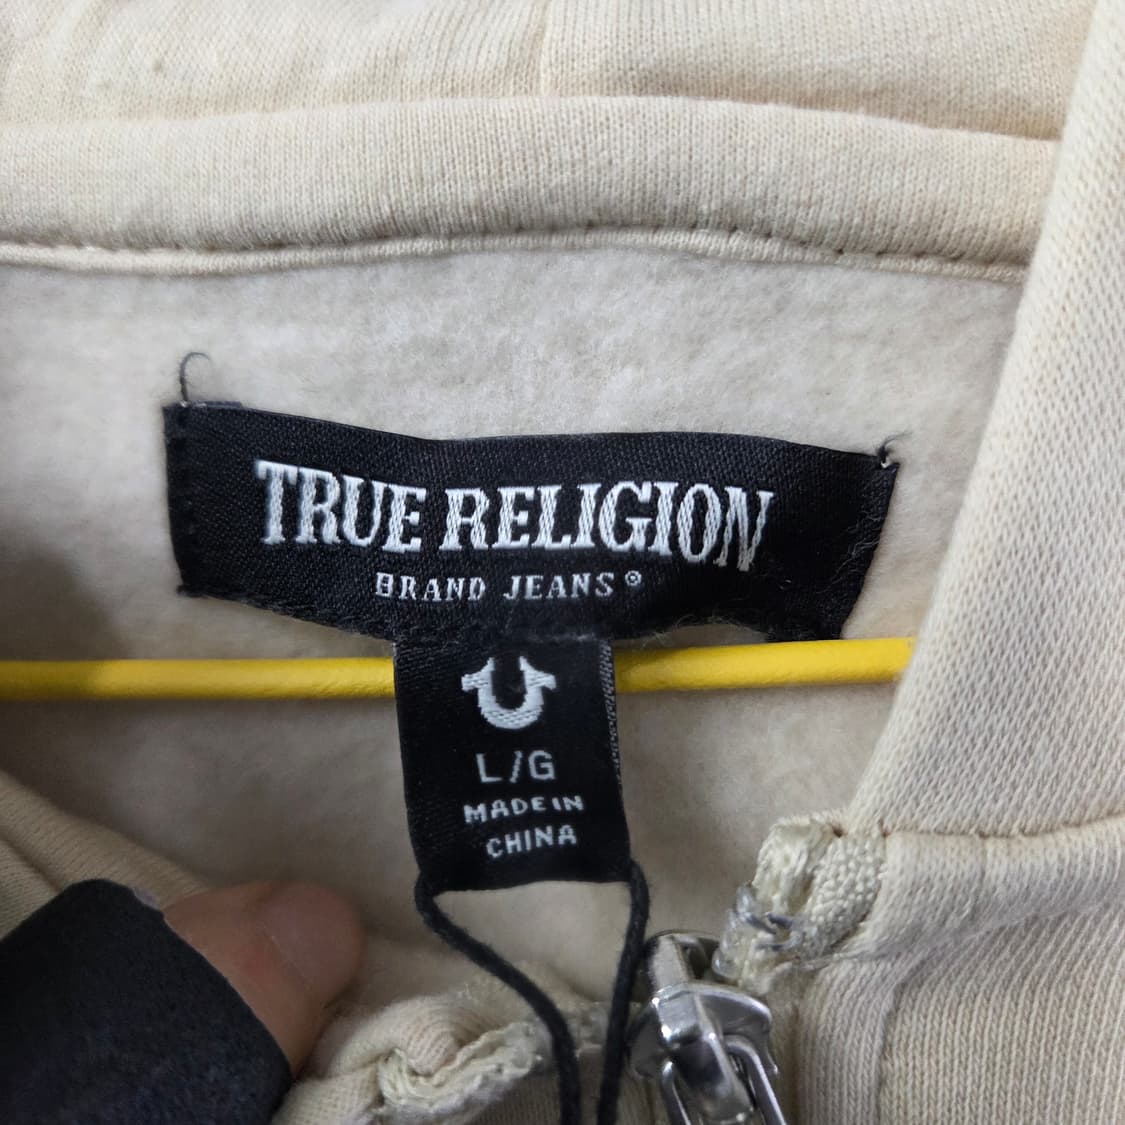 TRUE RELIGION
BRAND JEANS®
L/G
MADE IN
CHINA